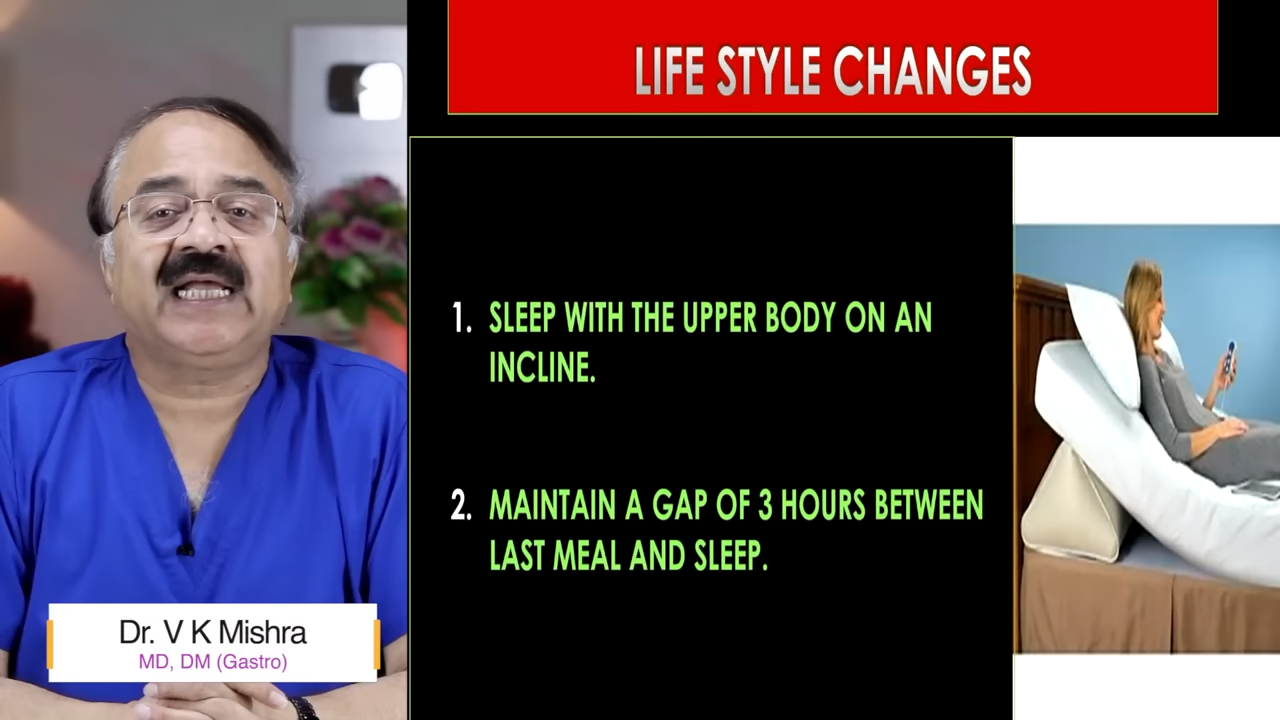 LIFE STYLE CHANGES
1. SLEEP WITH THE UPPER BODY ON AN
INCLINE.
2. MAINTAIN A GAP OF 3 HOURS BETWEEN
LAST MEAL AND SLEEP.
Dr. V K Mishra
MD, DM (Gastro)